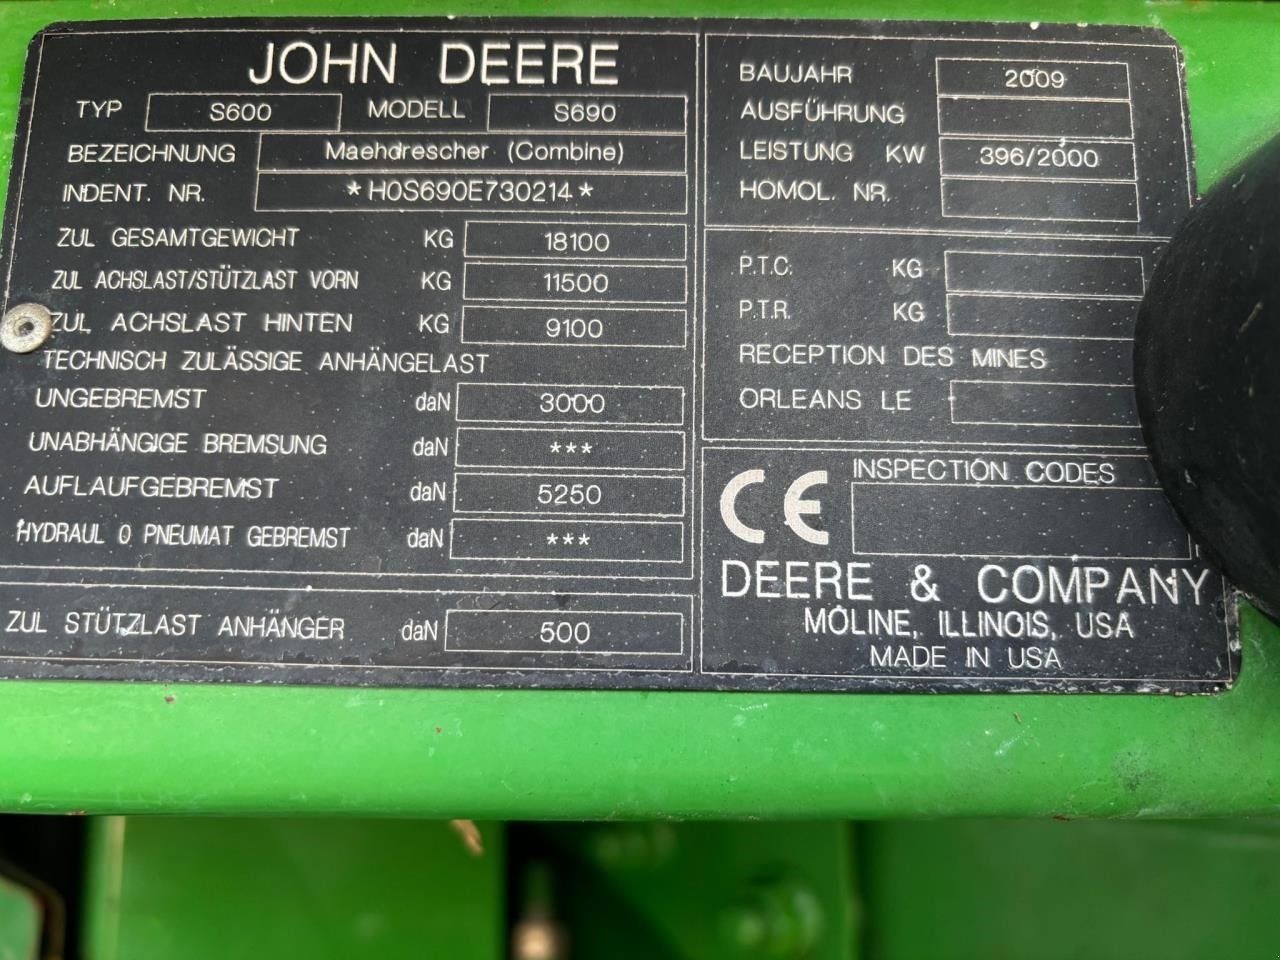 JOHN DEERE
TYP S600 MODELL S690
BEZEICHNUNG Maehdrescher (Combine)
INDENT. NR. *H0S690E730214*
ZUL GESAMTGEWICHT KG 18100
ZUL ACHSLAST/STÜTZLAST VORN KG 11500
ZUL ACHSLAST HINTEN KG 9100
TECHNISCH ZULÄSSIGE ANHÄNGELAST
UNGEBREMST daN 3000
UNABHÄNGIGE BREMSUNG daN ***
AUFLAUFGEBREMST daN 5250
HYDRAUL O PNEUMAT GEBREMST daN ***
ZUL STÜTZLAST ANHÄNGER daN 500
BAUJAHR 2009
AUSFÜHRUNG
LEISTUNG KW 396/2000
HOMOL. NR.
P.T.C. KG
P.T.R. KG
RECEPTION DES MINES
ORLEANS LE
CE INSPECTION CODES
DEERE & COMPANY
MOLINE, ILLINOIS, USA
MADE IN USA